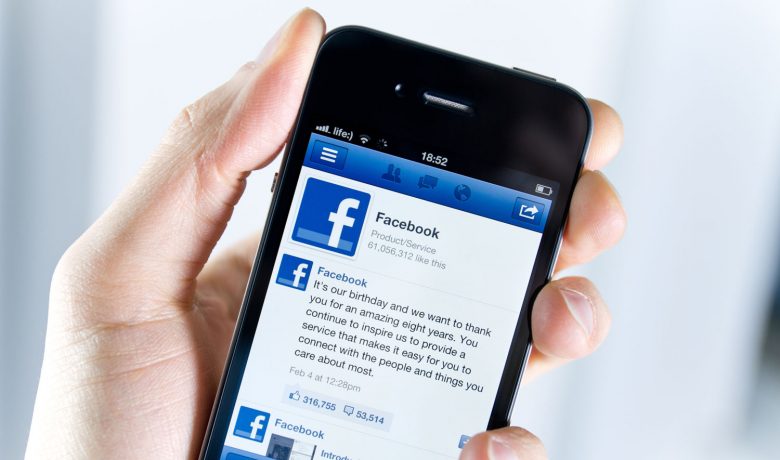 life:)
18:52
f
Facebook
Product/Service
61,056,312 like this
f
Facebook
It's our birthday and we want to thank
you for an amazing eight years. You
continue to inspire us to provide a
service that makes it easy for you to
connect with the people and things you
care about most.
Feb 4 at 12:28pm
316,755 53,514
f
Facebook